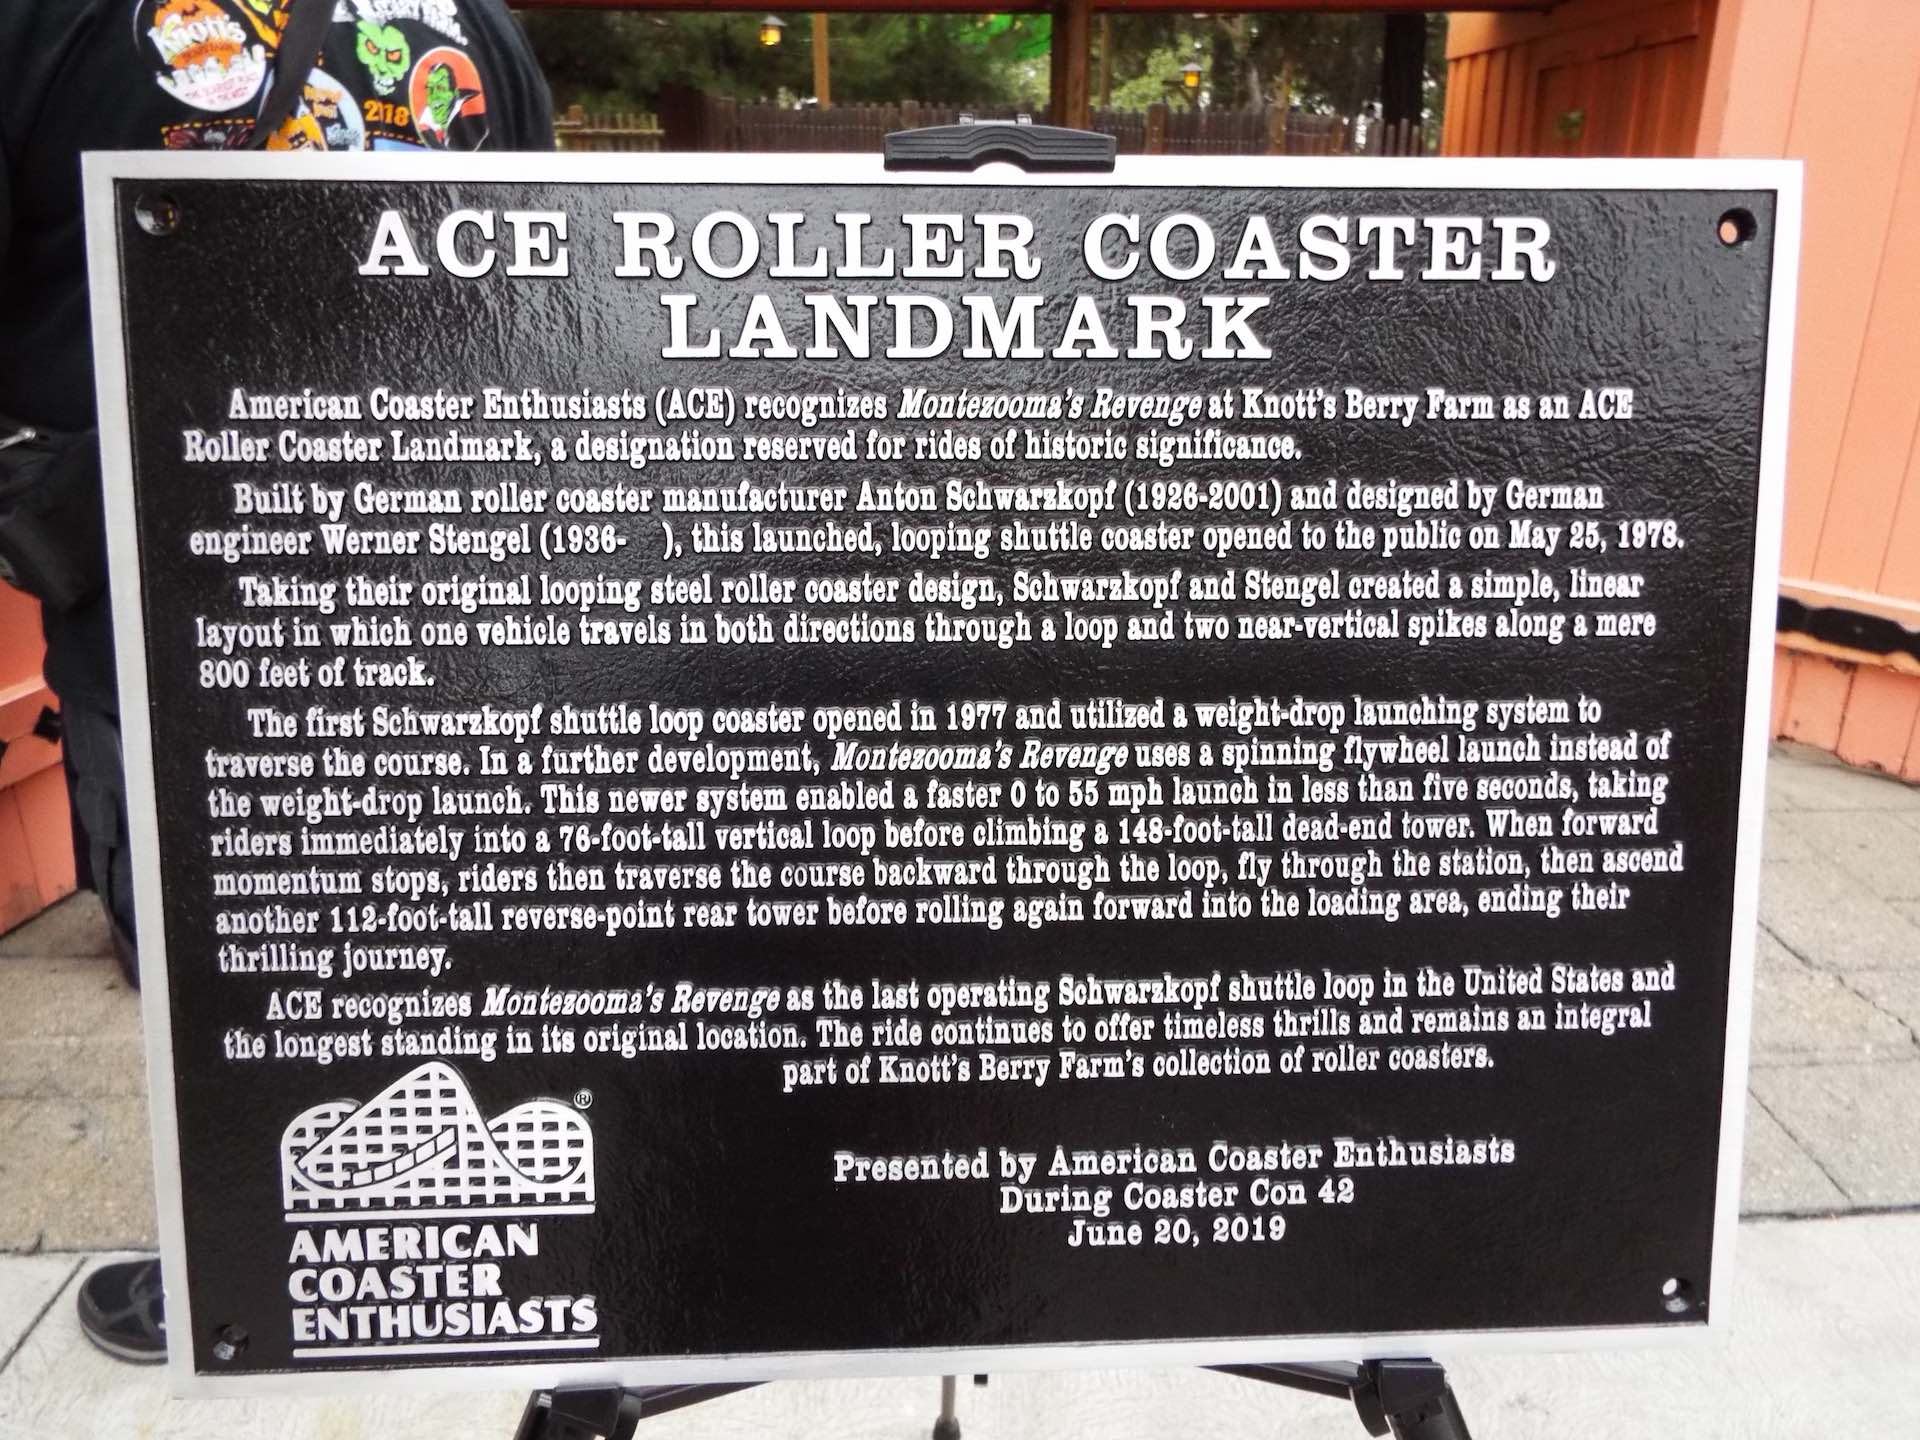 Knott's
2018
ACE ROLLER COASTER
LANDMARK
American Coaster Enthusiasts (ACE) recognizes Montezooma's Revenge at Knott's Berry Farm as an ACE
Roller Coaster Landmark, a designation reserved for rides of historic significance.
Built by German roller coaster manufacturer Anton Schwarzkopf (1926-2001) and designed by German
engineer Werner Stengel (1936- ), this launched, looping shuttle coaster opened to the public on May 25, 1978.
Taking their original looping steel roller coaster design, Schwarzkopf and Stengel created a simple, linear
layout in which one vehicle travels in both directions through a loop and two near-vertical spikes along a mere
800 feet of track.
The first Schwarzkopf shuttle loop coaster opened in 1977 and utilized a weight-drop launching system to
traverse the course. In a further development, Montezooma's Revenge uses a spinning flywheel launch instead of
the weight-drop launch. This newer system enabled a faster 0 to 55 mph launch in less than five seconds, taking
riders immediately into a 76-foot-tall vertical loop before climbing a 148-foot-tall dead-end tower. When forward
momentum stops, riders then traverse the course backward through the loop, fly through the station, then ascend
another 112-foot-tall reverse-point rear tower before rolling again forward into the loading area, ending their
thrilling journey.
ACE recognizes Montezooma's Revenge as the last operating Schwarzkopf shuttle loop in the United States and
the longest standing in its original location. The ride continues to offer timeless thrills and remains an integral
part of Knott's Berry Farm's collection of roller coasters.
®
AMERICAN
COASTER
ENTHUSIASTS
Presented by American Coaster Enthusiasts
During Coaster Con 42
June 20, 2019